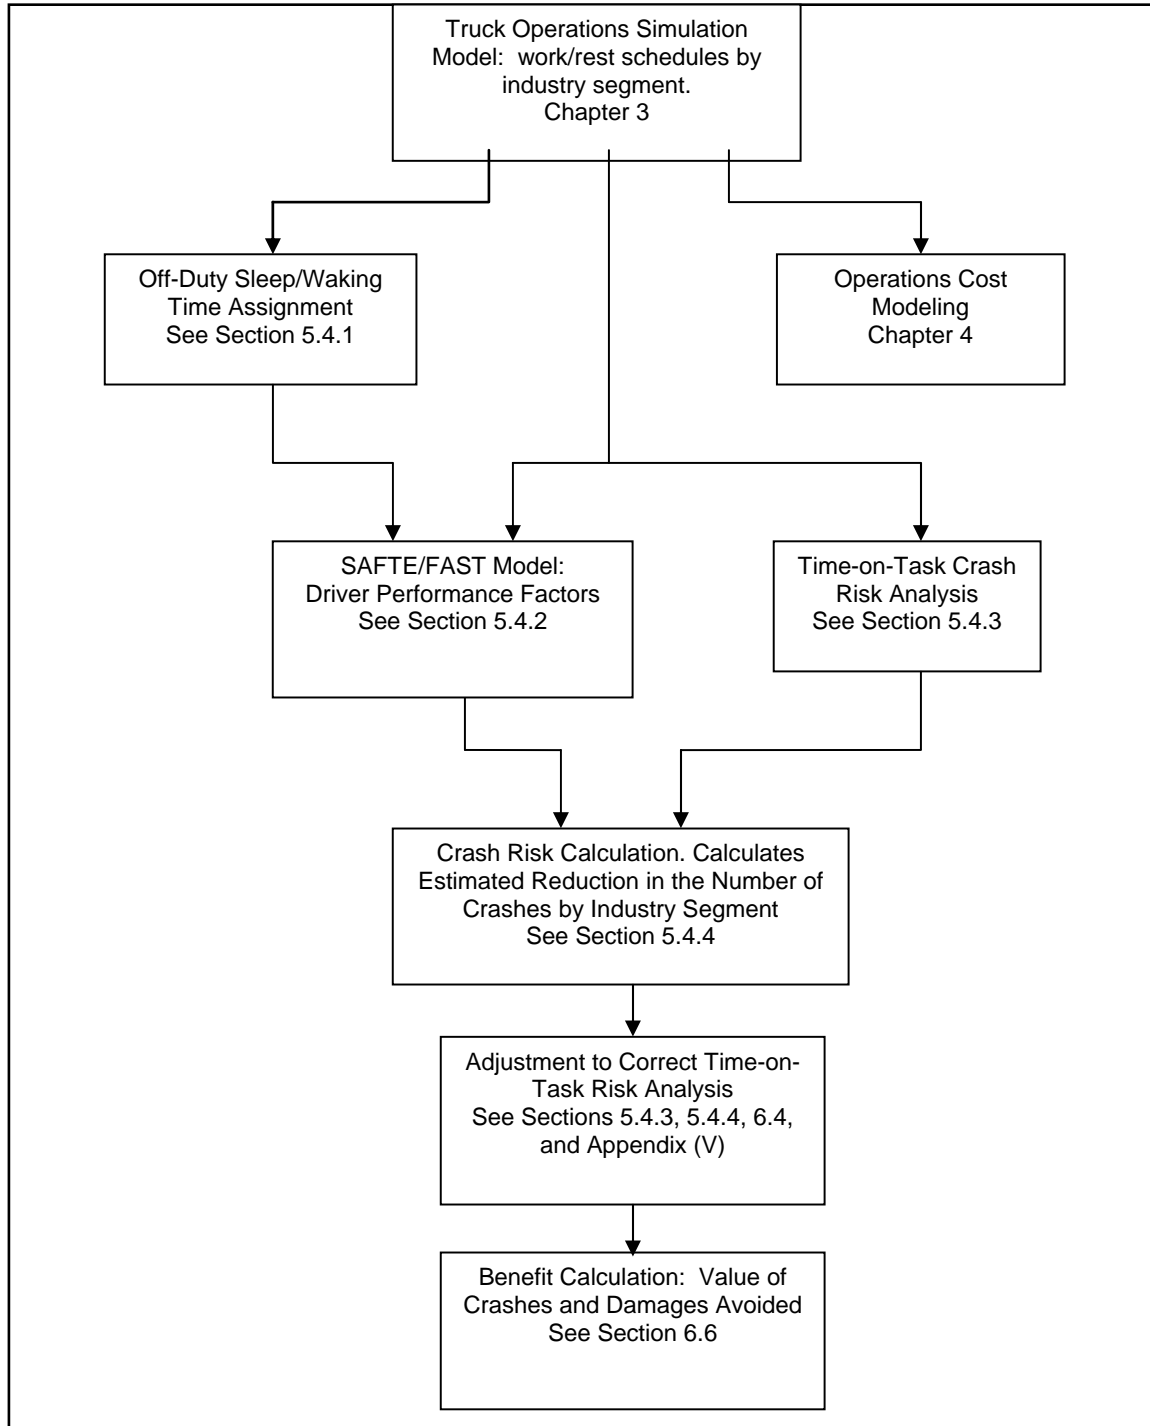 Truck Operations Simulation
Model:  work/rest schedules by
industry segment.
Chapter 3
Off-Duty Sleep/Waking
Time Assignment
See Section 5.4.1
Operations Cost
Modeling
Chapter 4
SAFTE/FAST Model:
Driver Performance Factors
See Section 5.4.2
Time-on-Task Crash
Risk Analysis
See Section 5.4.3
Crash Risk Calculation. Calculates
Estimated Reduction in the Number of
Crashes by Industry Segment
See Section 5.4.4
Adjustment to Correct Time-on-
Task Risk Analysis
See Sections 5.4.3, 5.4.4, 6.4,
and Appendix (V)
Benefit Calculation:  Value of
Crashes and Damages Avoided
See Section 6.6